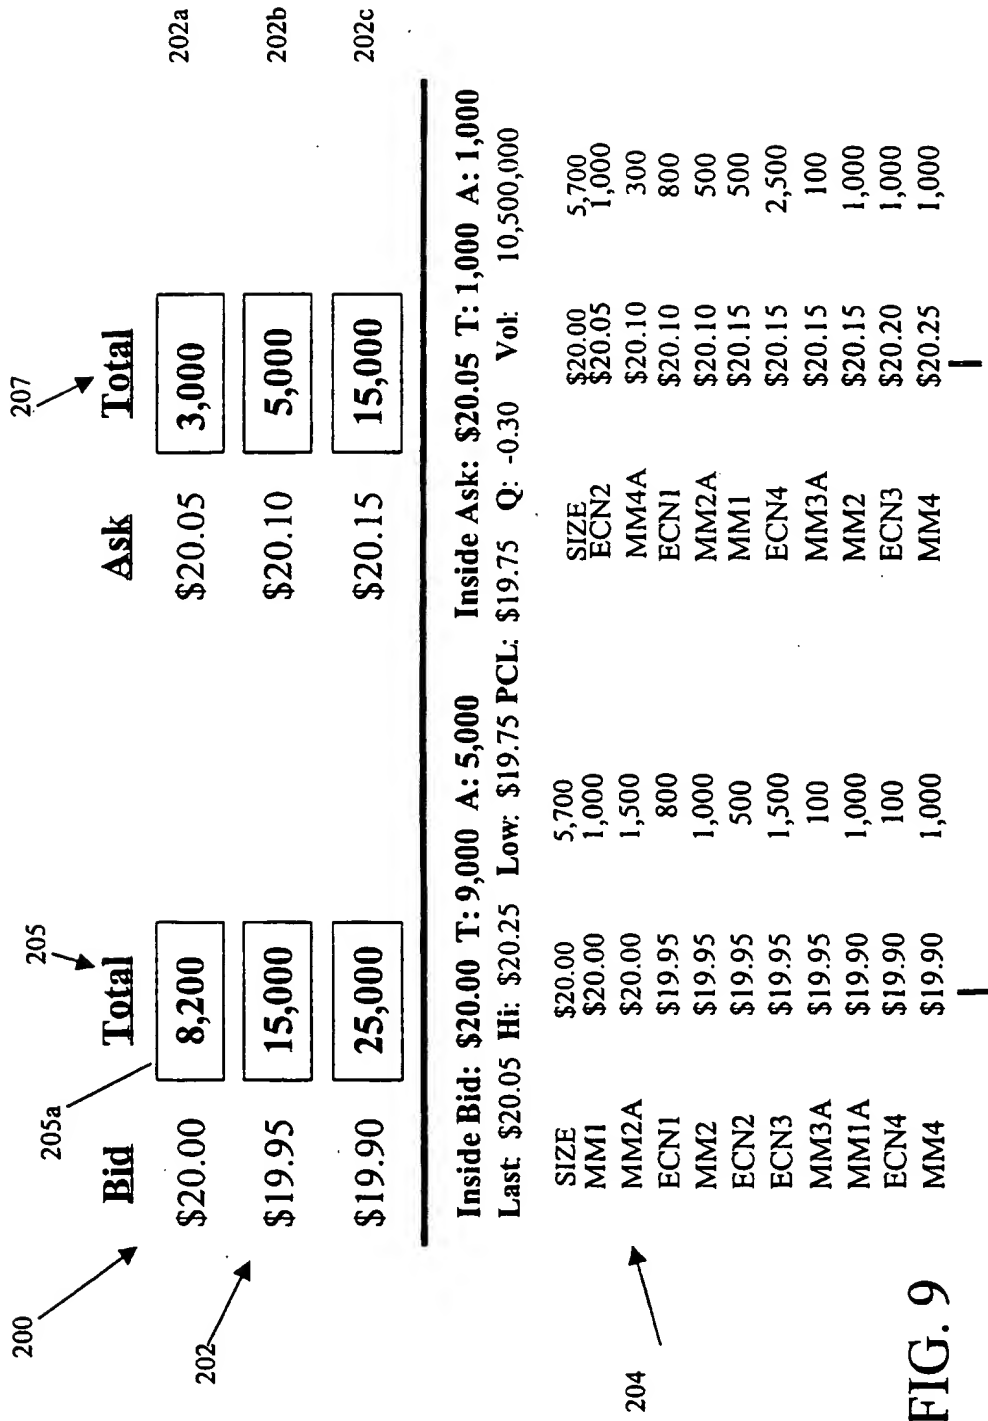 200
205a
205
207
Bid Total Ask Total
$20.00 8,200 $20.05 3,000 202a
202
$19.95 15,000 $20.10 5,000 202b
$19.90 25,000 $20.15 15,000 202c
Inside Bid: $20.00 T: 9,000 A: 5,000 Inside Ask: $20.05 T: 1,000 A: 1,000
Last: $20.05 Hi: $20.25 Low: $19.75 PCL: $19.75 Q: -0.30 Vol: 10,500,000
204
SIZE $20.00 5,700 SIZE $20.00 5,700
MM1 $20.00 1,000 ECN2 $20.05 1,000
MM2A $20.00 1,500 MM4A $20.10 300
ECN1 $19.95 800 ECN1 $20.10 800
MM2 $19.95 1,000 MM2A $20.10 500
ECN2 $19.95 500 MM1 $20.15 500
ECN3 $19.95 1,500 ECN4 $20.15 2,500
MM3A $19.95 100 MM3A $20.15 100
MM1A $19.90 1,000 MM2 $20.15 1,000
ECN4 $19.90 100 ECN3 $20.20 1,000
MM4 $19.90 1,000 MM4 $20.25 1,000
FIG. 9